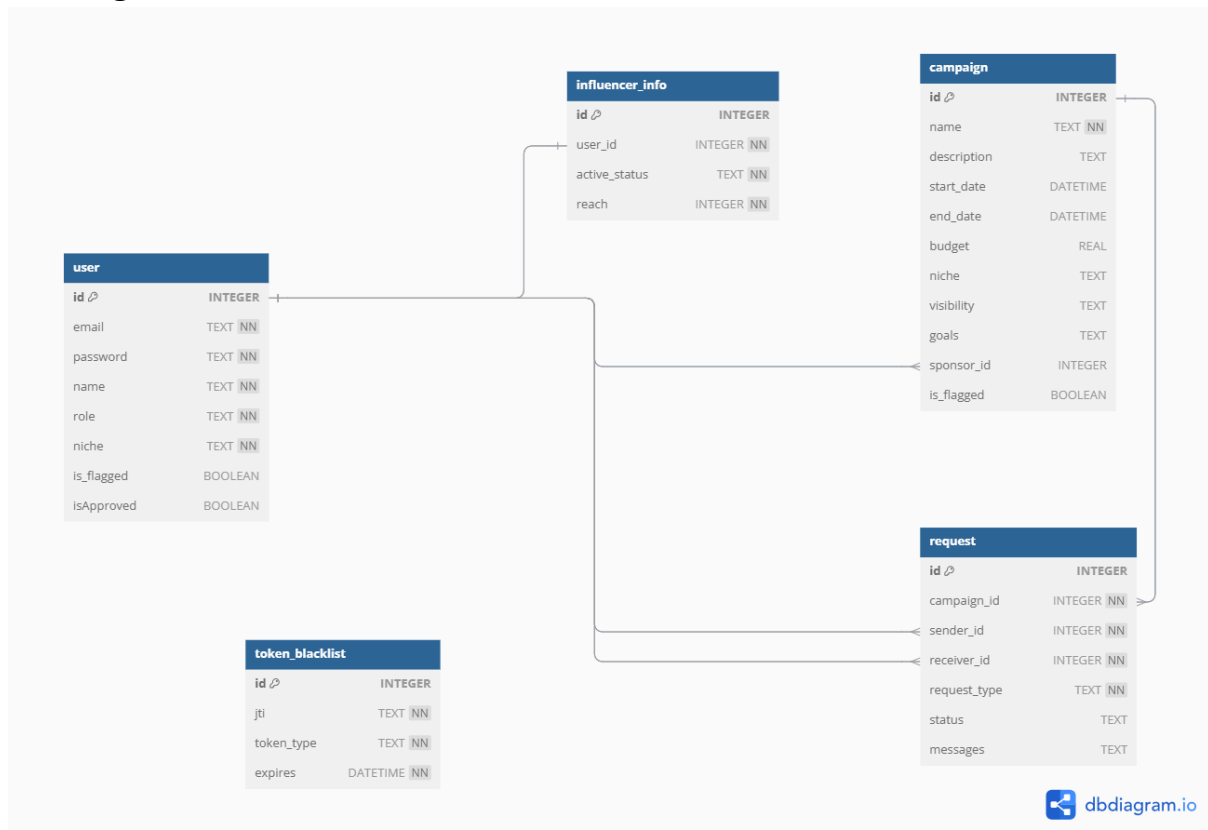 influencer_info
id INTEGER
user_id INTEGER NN
active_status TEXT NN
reach INTEGER NN
campaign
id INTEGER
name TEXT NN
description TEXT
start_date DATETIME
end_date DATETIME
budget REAL
niche TEXT
visibility TEXT
goals TEXT
sponsor_id INTEGER
is_flagged BOOLEAN
user
id INTEGER
email TEXT NN
password TEXT NN
name TEXT NN
role TEXT NN
niche TEXT NN
is_flagged BOOLEAN
isApproved BOOLEAN
request
id INTEGER
campaign_id INTEGER NN
sender_id INTEGER NN
receiver_id INTEGER NN
request_type TEXT NN
status TEXT
messages TEXT
token_blacklist
id INTEGER
jti TEXT NN
token_type TEXT NN
expires DATETIME NN
dbdiagram.io